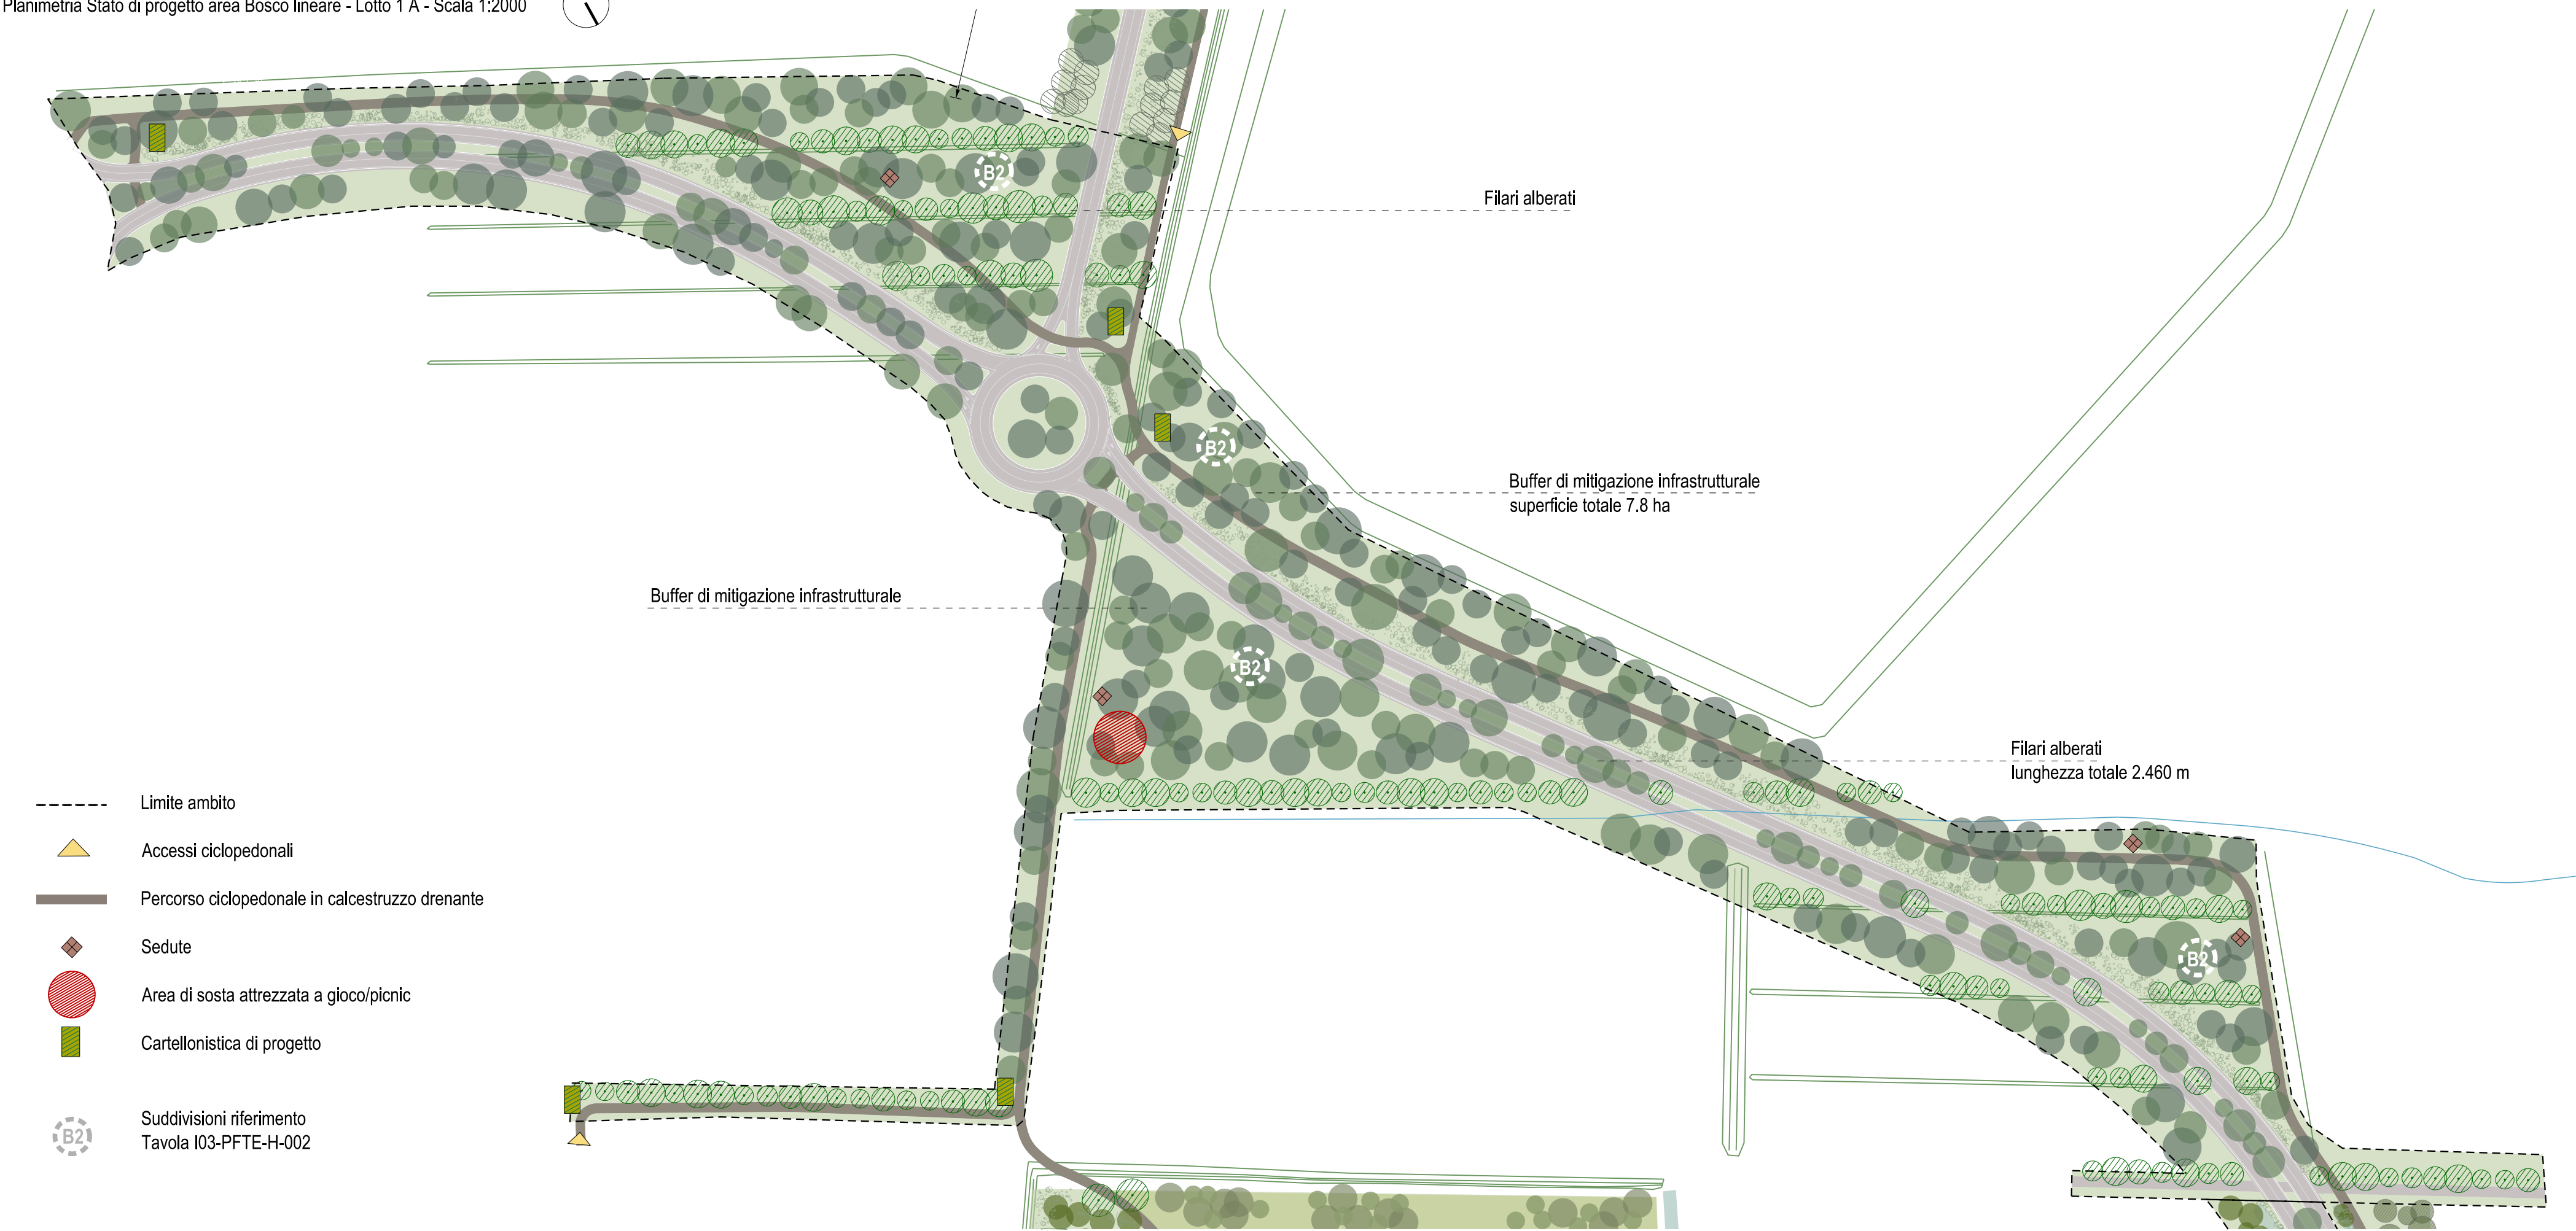 Planimetria Stato di progetto area Bosco lineare - Lotto 1 A - Scala 1:2000
B2
Filari alberati
B2
Buffer di mitigazione infrastrutturale
superficie totale 7.8 ha
Buffer di mitigazione infrastrutturale
B2
Filari alberati
lunghezza totale 2.460 m
B2
Limite ambito
Accessi ciclopedonali
Percorso ciclopedonale in calcestruzzo drenante
Sedute
Area di sosta attrezzata a gioco/picnic
Cartellonistica di progetto
B2
Suddivisioni riferimento
Tavola I03-PFTE-H-002